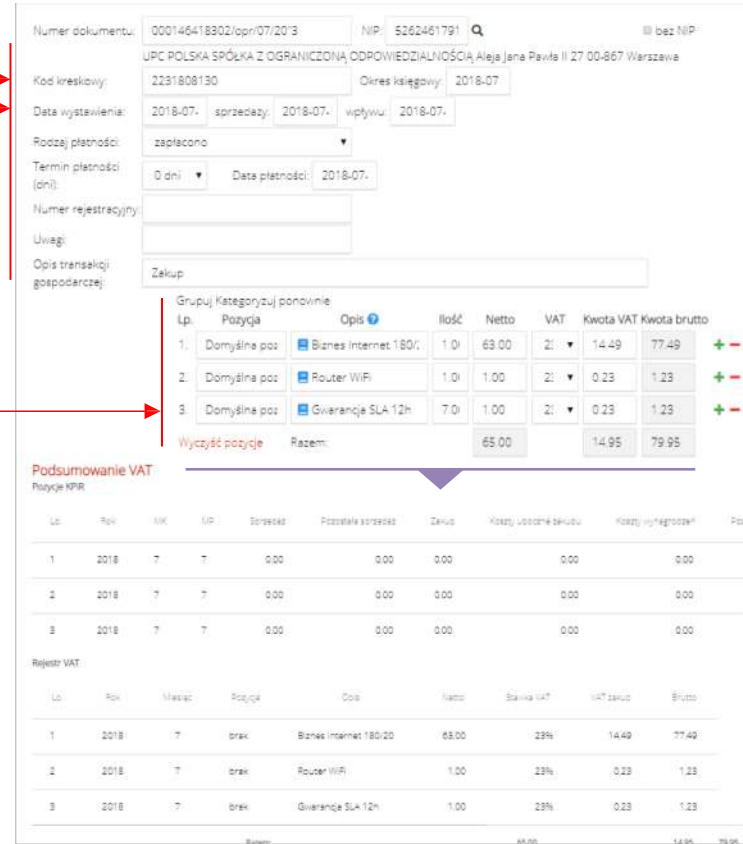 Numer dokumentu: 000146418302/opr/07/20"3 NIP: 5262461791 bez NIP
UPC POLSKA SPÓŁKA Z OGRANICZONĄ ODPOWIEDZIALNOŚCIĄ Aleja Jana Pawła II 27 00-867 Warszawa
Kod kreskowy: 2231808130 Okres księgowy: 2018-07
Data wystawienia: 2018-07- sprzedaży: 2018-07- wpływu: 2018-07-
Rodzaj płatności: zapłacono
Termin płatności (dni): 0 dni Data płatności: 2018-07-
Numer rejestracyjny:
Uwagi:
Opis transakcji gospodarczej: Zakup
Grupuj Kategoryzuj ponownie
Lp. Pozycja Opis Ilość Netto VAT Kwota VAT Kwota brutto
1. Domyślna poz Biznes Internet 180/2 1.0 63.00 2 14.49 77.49
2. Domyślna poz Router WiFi 1.0 1.00 2 0.23 1.23
3. Domyślna poz Gwarancja SLA 12h 7.0 1.00 23 0.23 1.23
Wyczyść pozycje Razem: 65.00 14.95 79.95
Podsumowanie VAT
Pozycje KPiR
Lp. Rok MK MP Sprzedaż Pozostała sprzedaż Zakup Koszty uboczne zakupu Koszty wynagrodzeń
1 2018 7 7 0.00 0.00 0.00 0.00 0.00
2 2018 7 7 0.00 0.00 0.00 0.00 0.00
3 2018 7 7 0.00 0.00 0.00 0.00 0.00
Rejestr VAT
Lp. Rok Miesiąc Pozycja Opis Netto Stawka VAT VAT zakup Brutto
1 2018 7 brak Biznes Internet 180/20 63.00 23% 14.49 77.49
2 2018 7 brak Router WiFi 1.00 23% 0.23 1.23
3 2018 7 brak Gwarancja SLA 12h 1.00 23% 0.23 1.23
Razem: 65.00 14.95 79.95